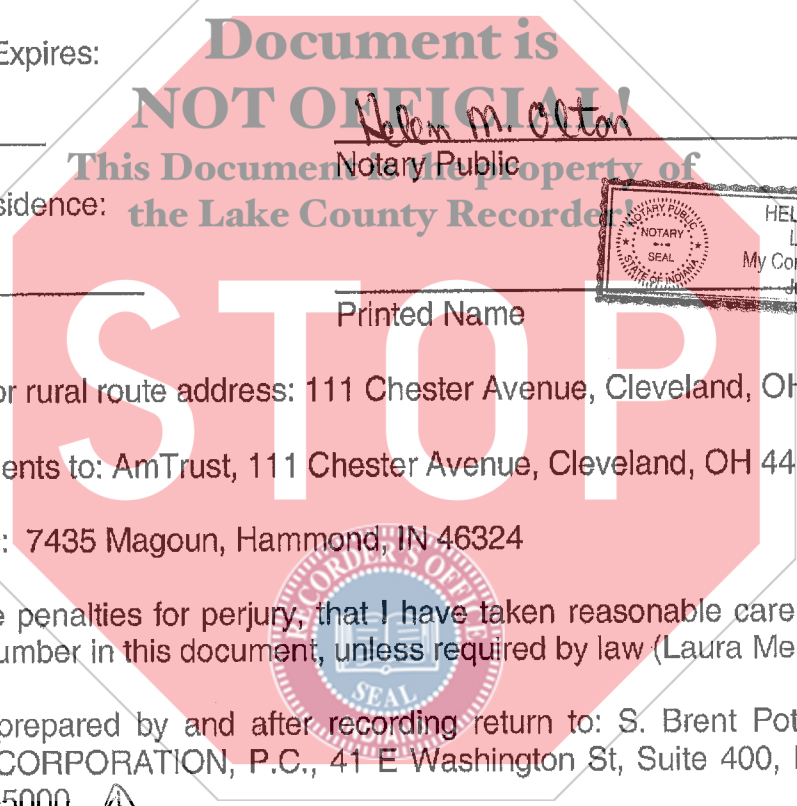 Document is
Expires:
NOT OFFICIAL!
Helen M. Olton
This Document is the property of
Notary Public
sidence:
the Lake County Recorder!
NOTARY PUBLIC
NOTARY
SEAL
STATE OF INDIANA
HEL
L
My Con
STOP
Printed Name
or rural route address: 111 Chester Avenue, Cleveland, OH
ents to: AmTrust, 111 Chester Avenue, Cleveland, OH 44
: 7435 Magoun, Hammond, IN 46324
RECORDER'S OFFICE
SEAL
e penalties for perjury, that I have taken reasonable care
umber in this document, unless required by law (Laura Me
prepared by and after recording return to: S. Brent Pot
CORPORATION, P.C., 41 E Washington St, Suite 400, I
5000